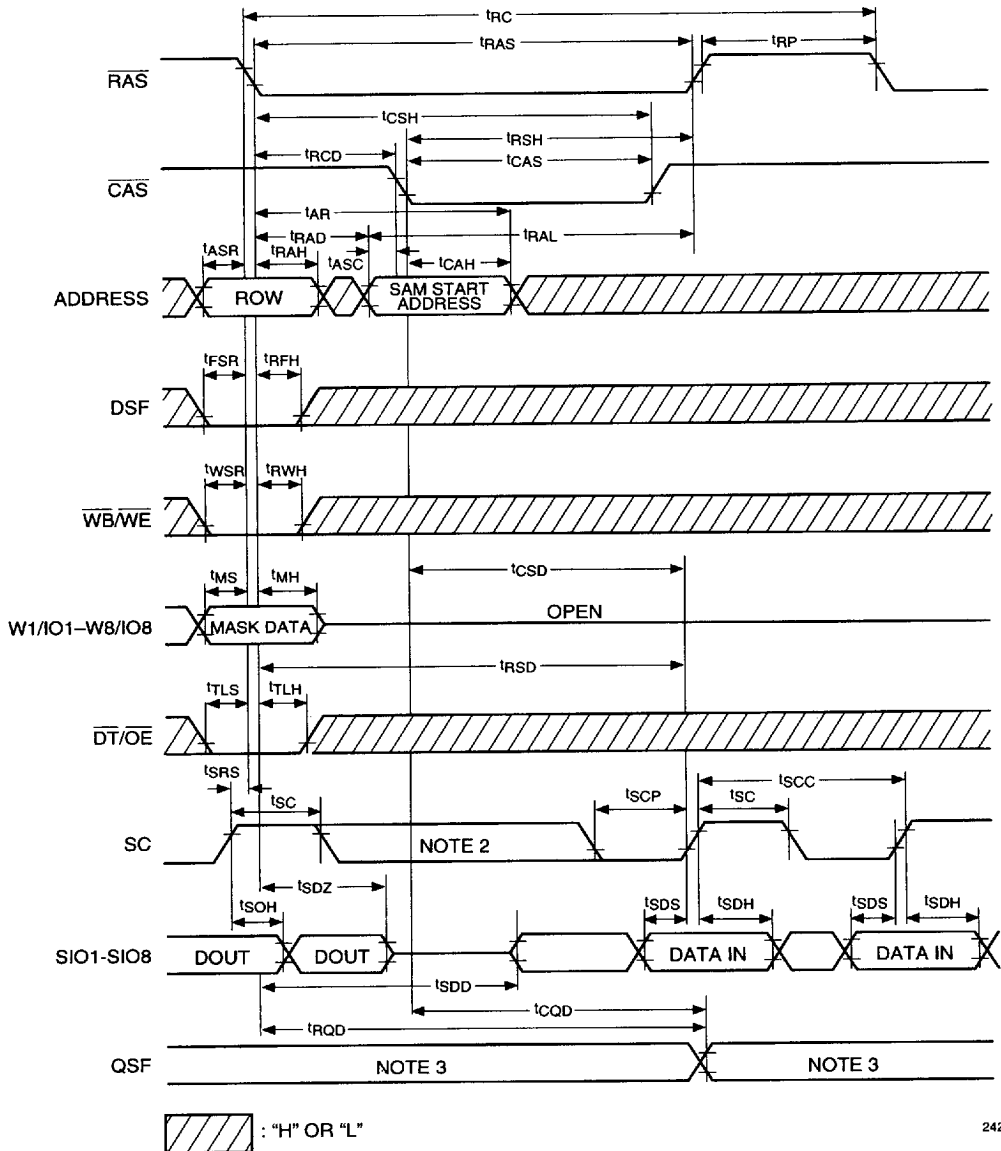 tRC
tRAS
tRP
RAS
tCSH
tRSH
tRCD
tCAS
CAS
tAR
tRAD
tRAL
tASR
tRAH
tASC
tCAH
ADDRESS
ROW
SAM START
ADDRESS
tFSR
tRFH
DSF
tWSR
tRWH
WB/WE
tCSD
tMS
tMH
OPEN
W1/IO1–W8/IO8
MASK DATA
tRSD
tTLS
tTLH
DT/OE
tSRS
tSCC
tSC
tSCP
tSC
SC
NOTE 2
tSDZ
tSOH
tSDS
tSDH
tSDS
tSDH
SIO1-SIO8
DOUT
DOUT
DATA IN
DATA IN
tSDD
tCQD
tRQD
QSF
NOTE 3
NOTE 3
: "H" OR "L"
242